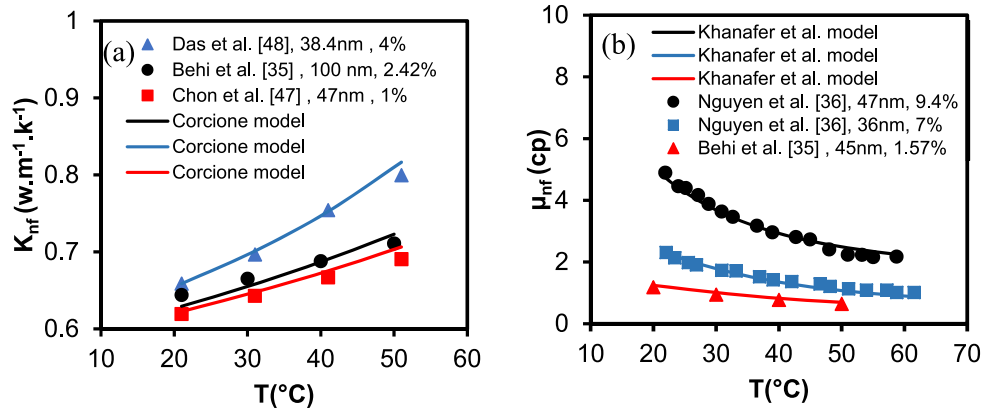 (a)
Das et al. [48], 38.4nm , 4%
Behi et al. [35] , 100 nm, 2.42%
Chon et al. [47] , 47nm , 1%
Corcione model
Corcione model
Corcione model
1
0.9
0.8
0.7
0.6
K_nf (w.m⁻¹.k⁻¹)
10 20 30 40 50 60
T(°C)
(b)
Khanafer et al. model
Khanafer et al. model
Khanafer et al. model
Nguyen et al. [36], 47nm, 9.4%
Nguyen et al. [36], 36nm, 7%
Behi et al. [35] , 45nm, 1.57%
10
8
6
4
2
0
μ_nf (cp)
10 20 30 40 50 60 70
T(°C)